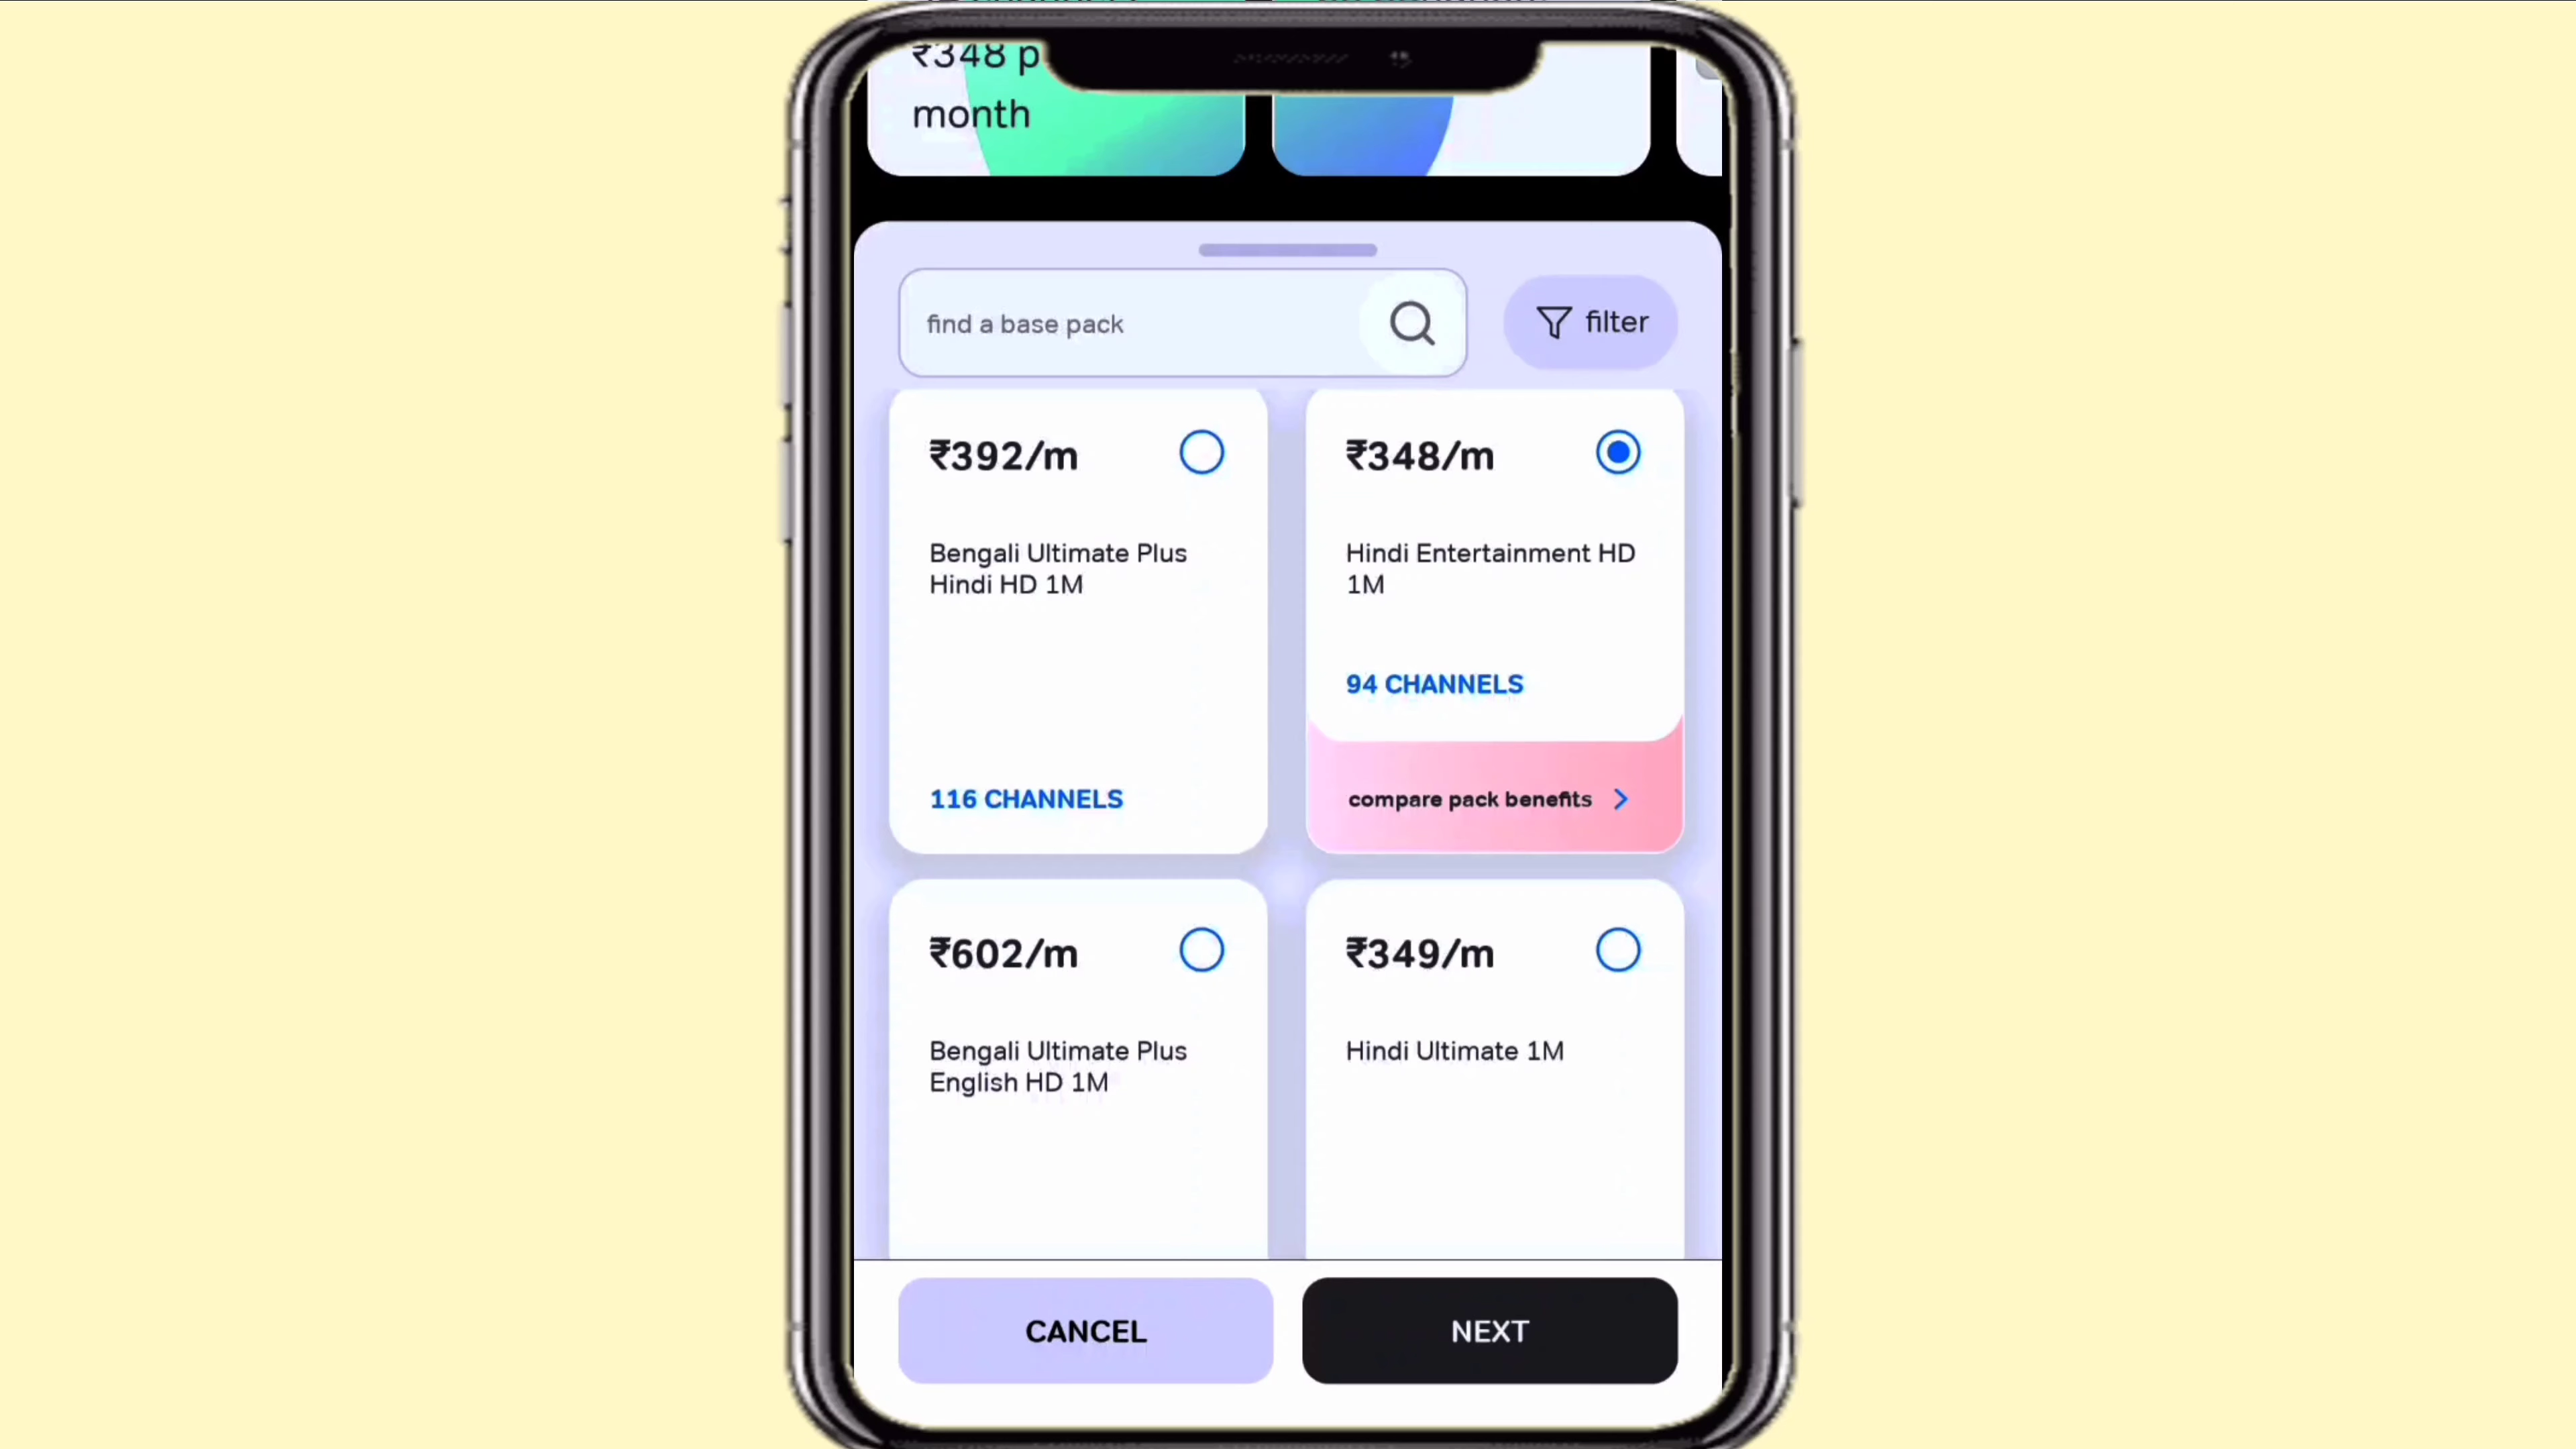 ₹348 p
month
find a base pack
filter
₹392/m
Bengali Ultimate Plus
Hindi HD 1M
116 CHANNELS
₹348/m
Hindi Entertainment HD
1M
94 CHANNELS
compare pack benefits
₹602/m
Bengali Ultimate Plus
English HD 1M
₹349/m
Hindi Ultimate 1M
CANCEL
NEXT